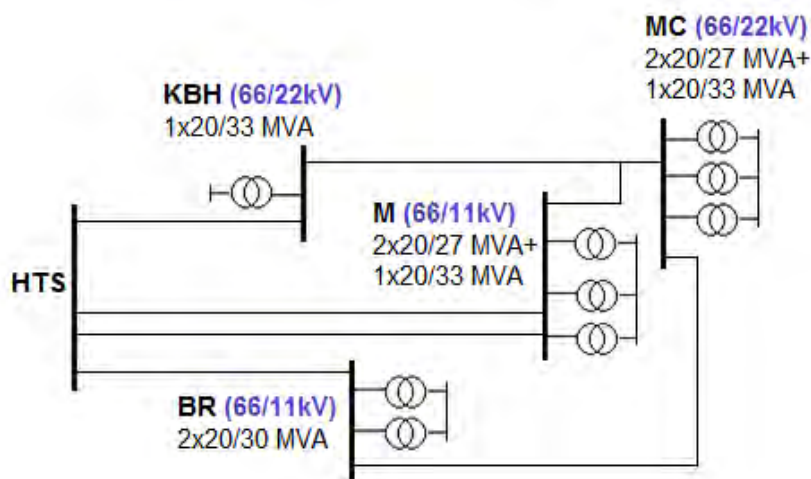 MC (66/22kV)
2x20/27 MVA+
1x20/33 MVA
KBH (66/22kV)
1x20/33 MVA
M (66/11kV)
2x20/27 MVA+
1x20/33 MVA
HTS
BR (66/11kV)
2x20/30 MVA